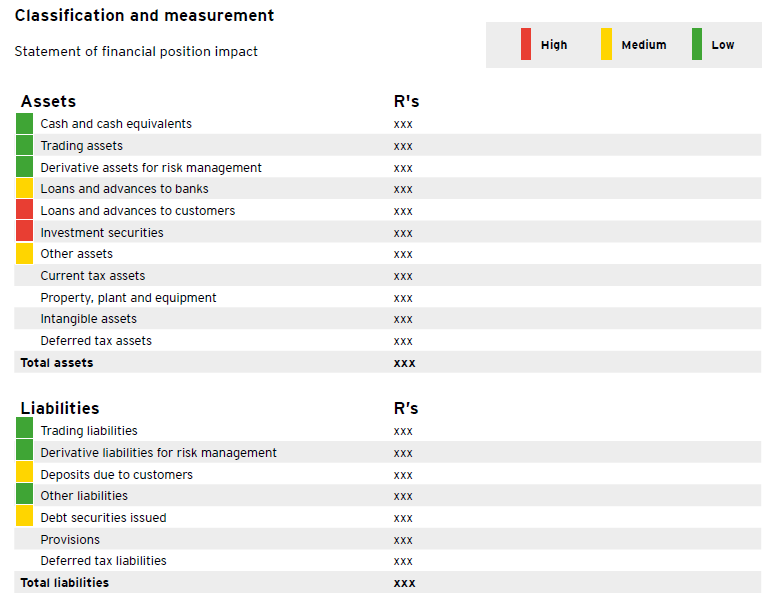 Classification and measurement
Statement of financial position impact
High Medium Low
Assets R's
Cash and cash equivalents xxx
Trading assets xxx
Derivative assets for risk management xxx
Loans and advances to banks xxx
Loans and advances to customers xxx
Investment securities xxx
Other assets xxx
Current tax assets xxx
Property, plant and equipment xxx
Intangible assets xxx
Deferred tax assets xxx
Total assets xxx
Liabilities R’s
Trading liabilities xxx
Derivative liabilities for risk management xxx
Deposits due to customers xxx
Other liabilities xxx
Debt securities issued xxx
Provisions xxx
Deferred tax liabilities xxx
Total liabilities xxx